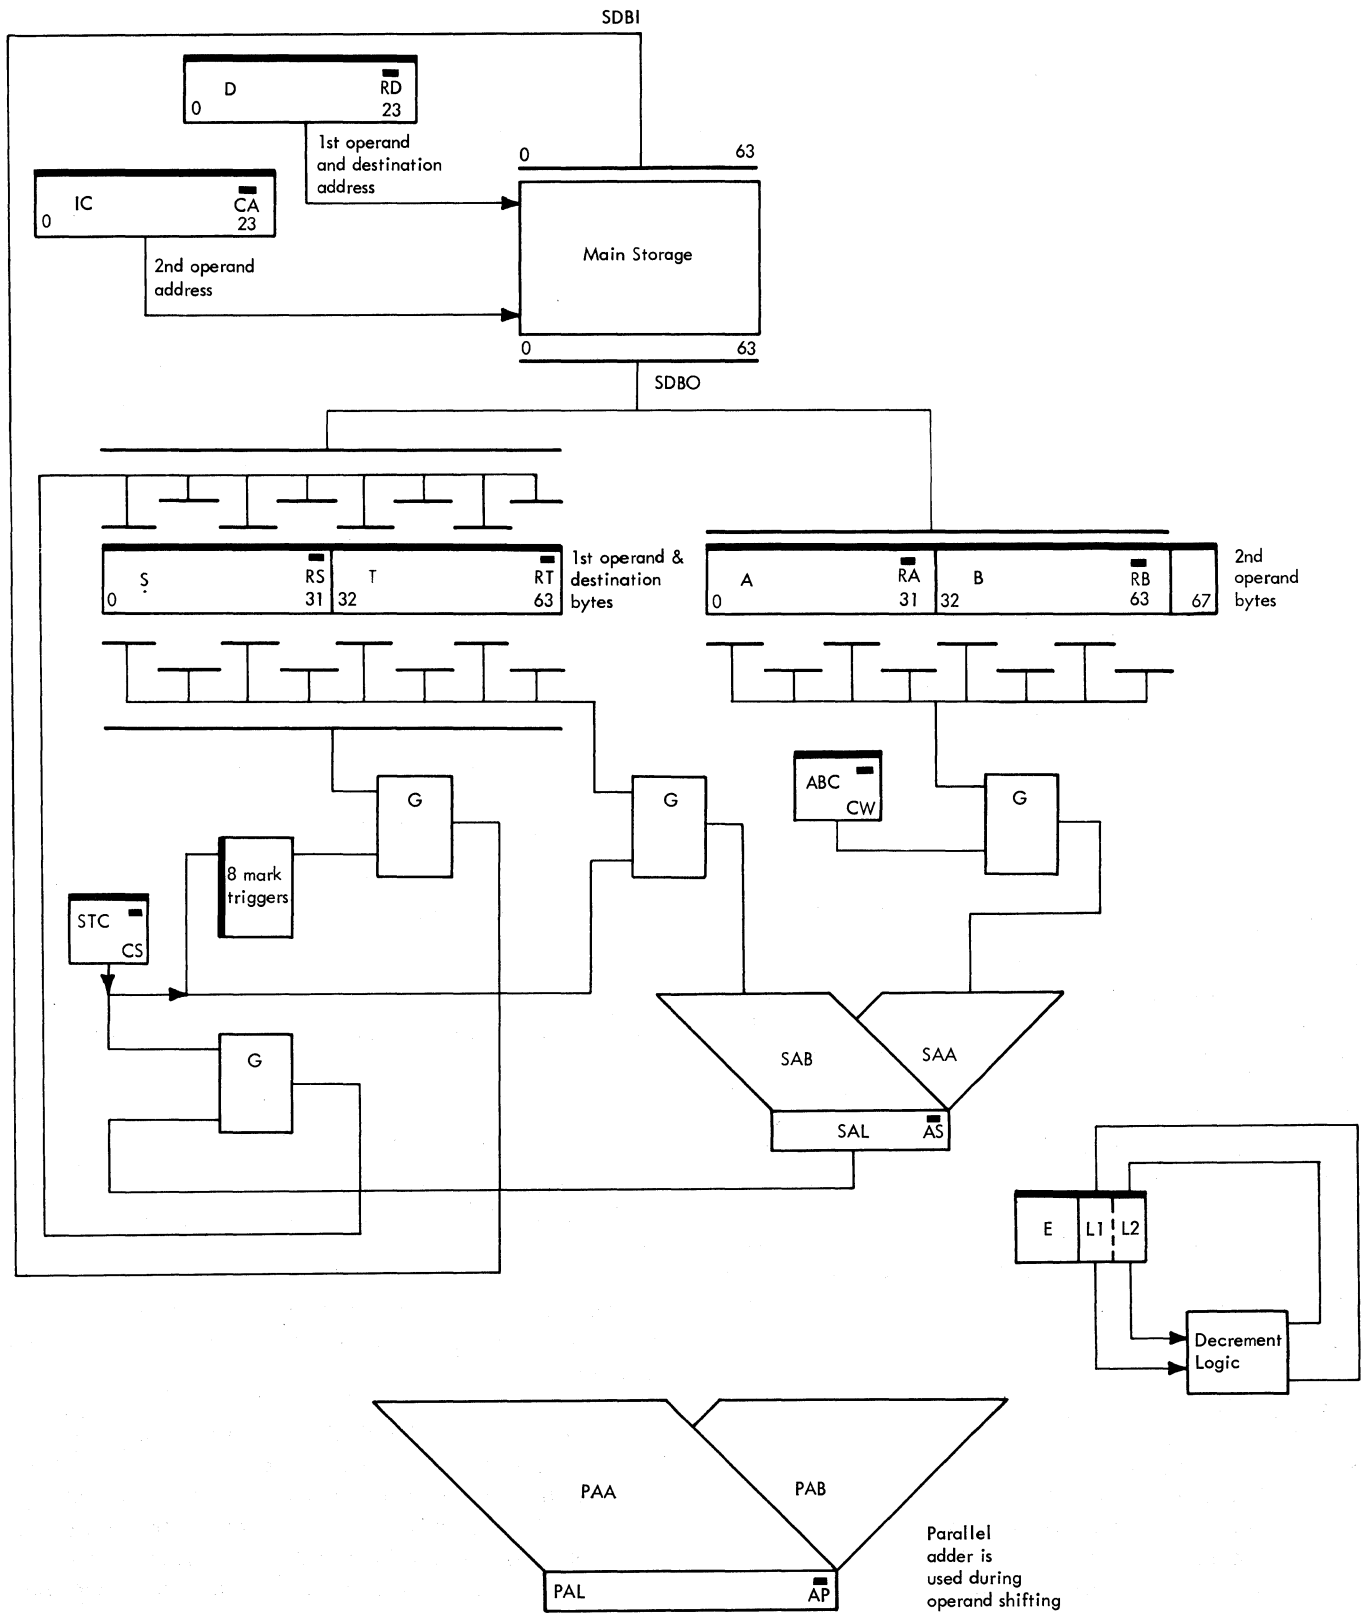 SDBI
D
RD
0
23
1st operand
and destination
address
0
63
IC
CA
0
23
2nd operand
address
Main Storage
0
63
SDBO
S
RS
T
RT
0
31
32
63
1st operand &
destination
bytes
A
RA
B
RB
0
31
32
63
67
2nd
operand
bytes
G
G
ABC
CW
G
8 mark
triggers
STC
CS
G
SAB
SAA
SAL
AS
E
L1
L2
Decrement
Logic
PAA
PAB
PAL
AP
Parallel
adder is
used during
operand shifting